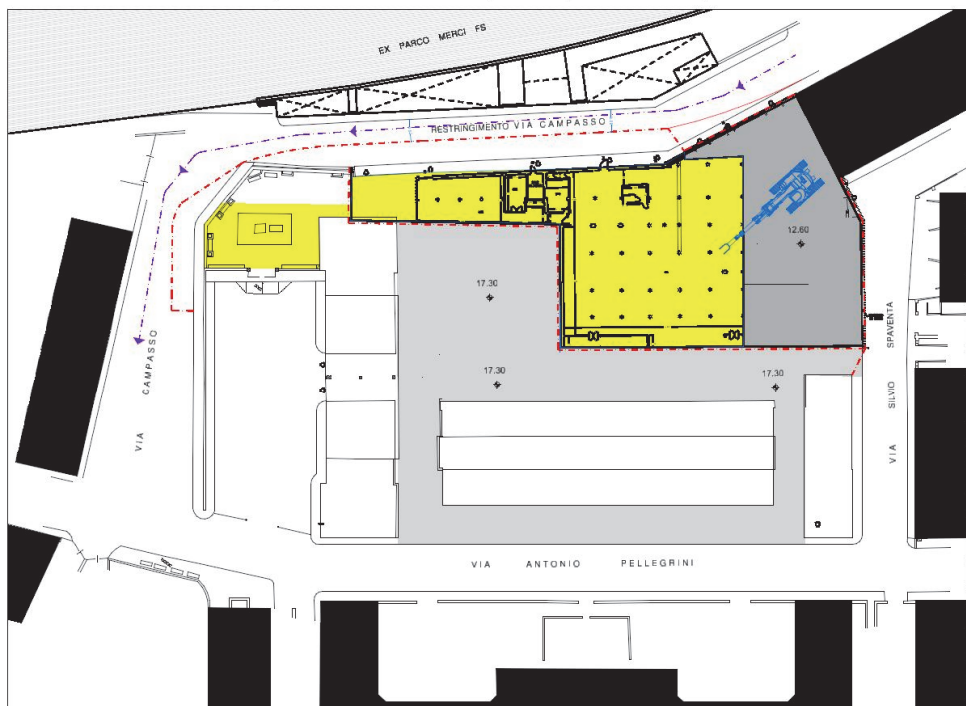 EX PARCO MERCI FS
RESTRINGIMENTO VIA CAMPASSO
12.60
17.30
VIA CAMPASSO
17.30
17.30
VIA SILVIO SPAVENTA
VIA ANTONIO PELLEGRINI